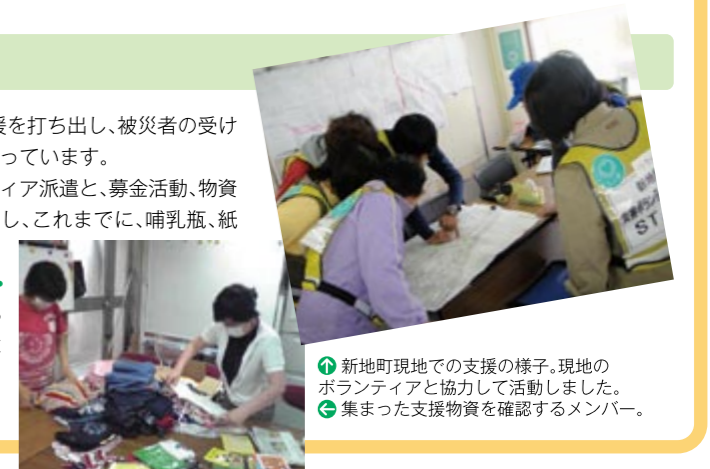 援を打ち出し、被災者の受け
っています。
ィア派遣と、募金活動、物資
し、これまでに、哺乳瓶、紙
新地町現地での支援の様子。現地の
ボランティアと協力して活動しました。
集まった支援物資を確認するメンバー。